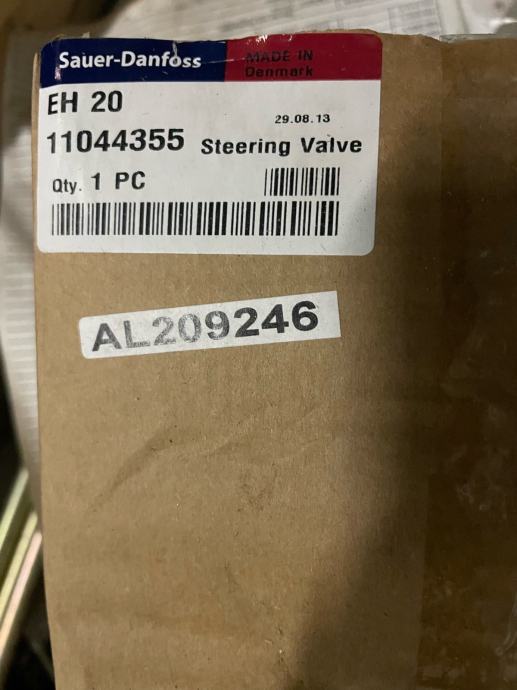 Sauer-Danfoss
MADE IN
Denmark
EH 20
29.08.13
11044355 Steering Valve
Qty. 1 PC
AL209246